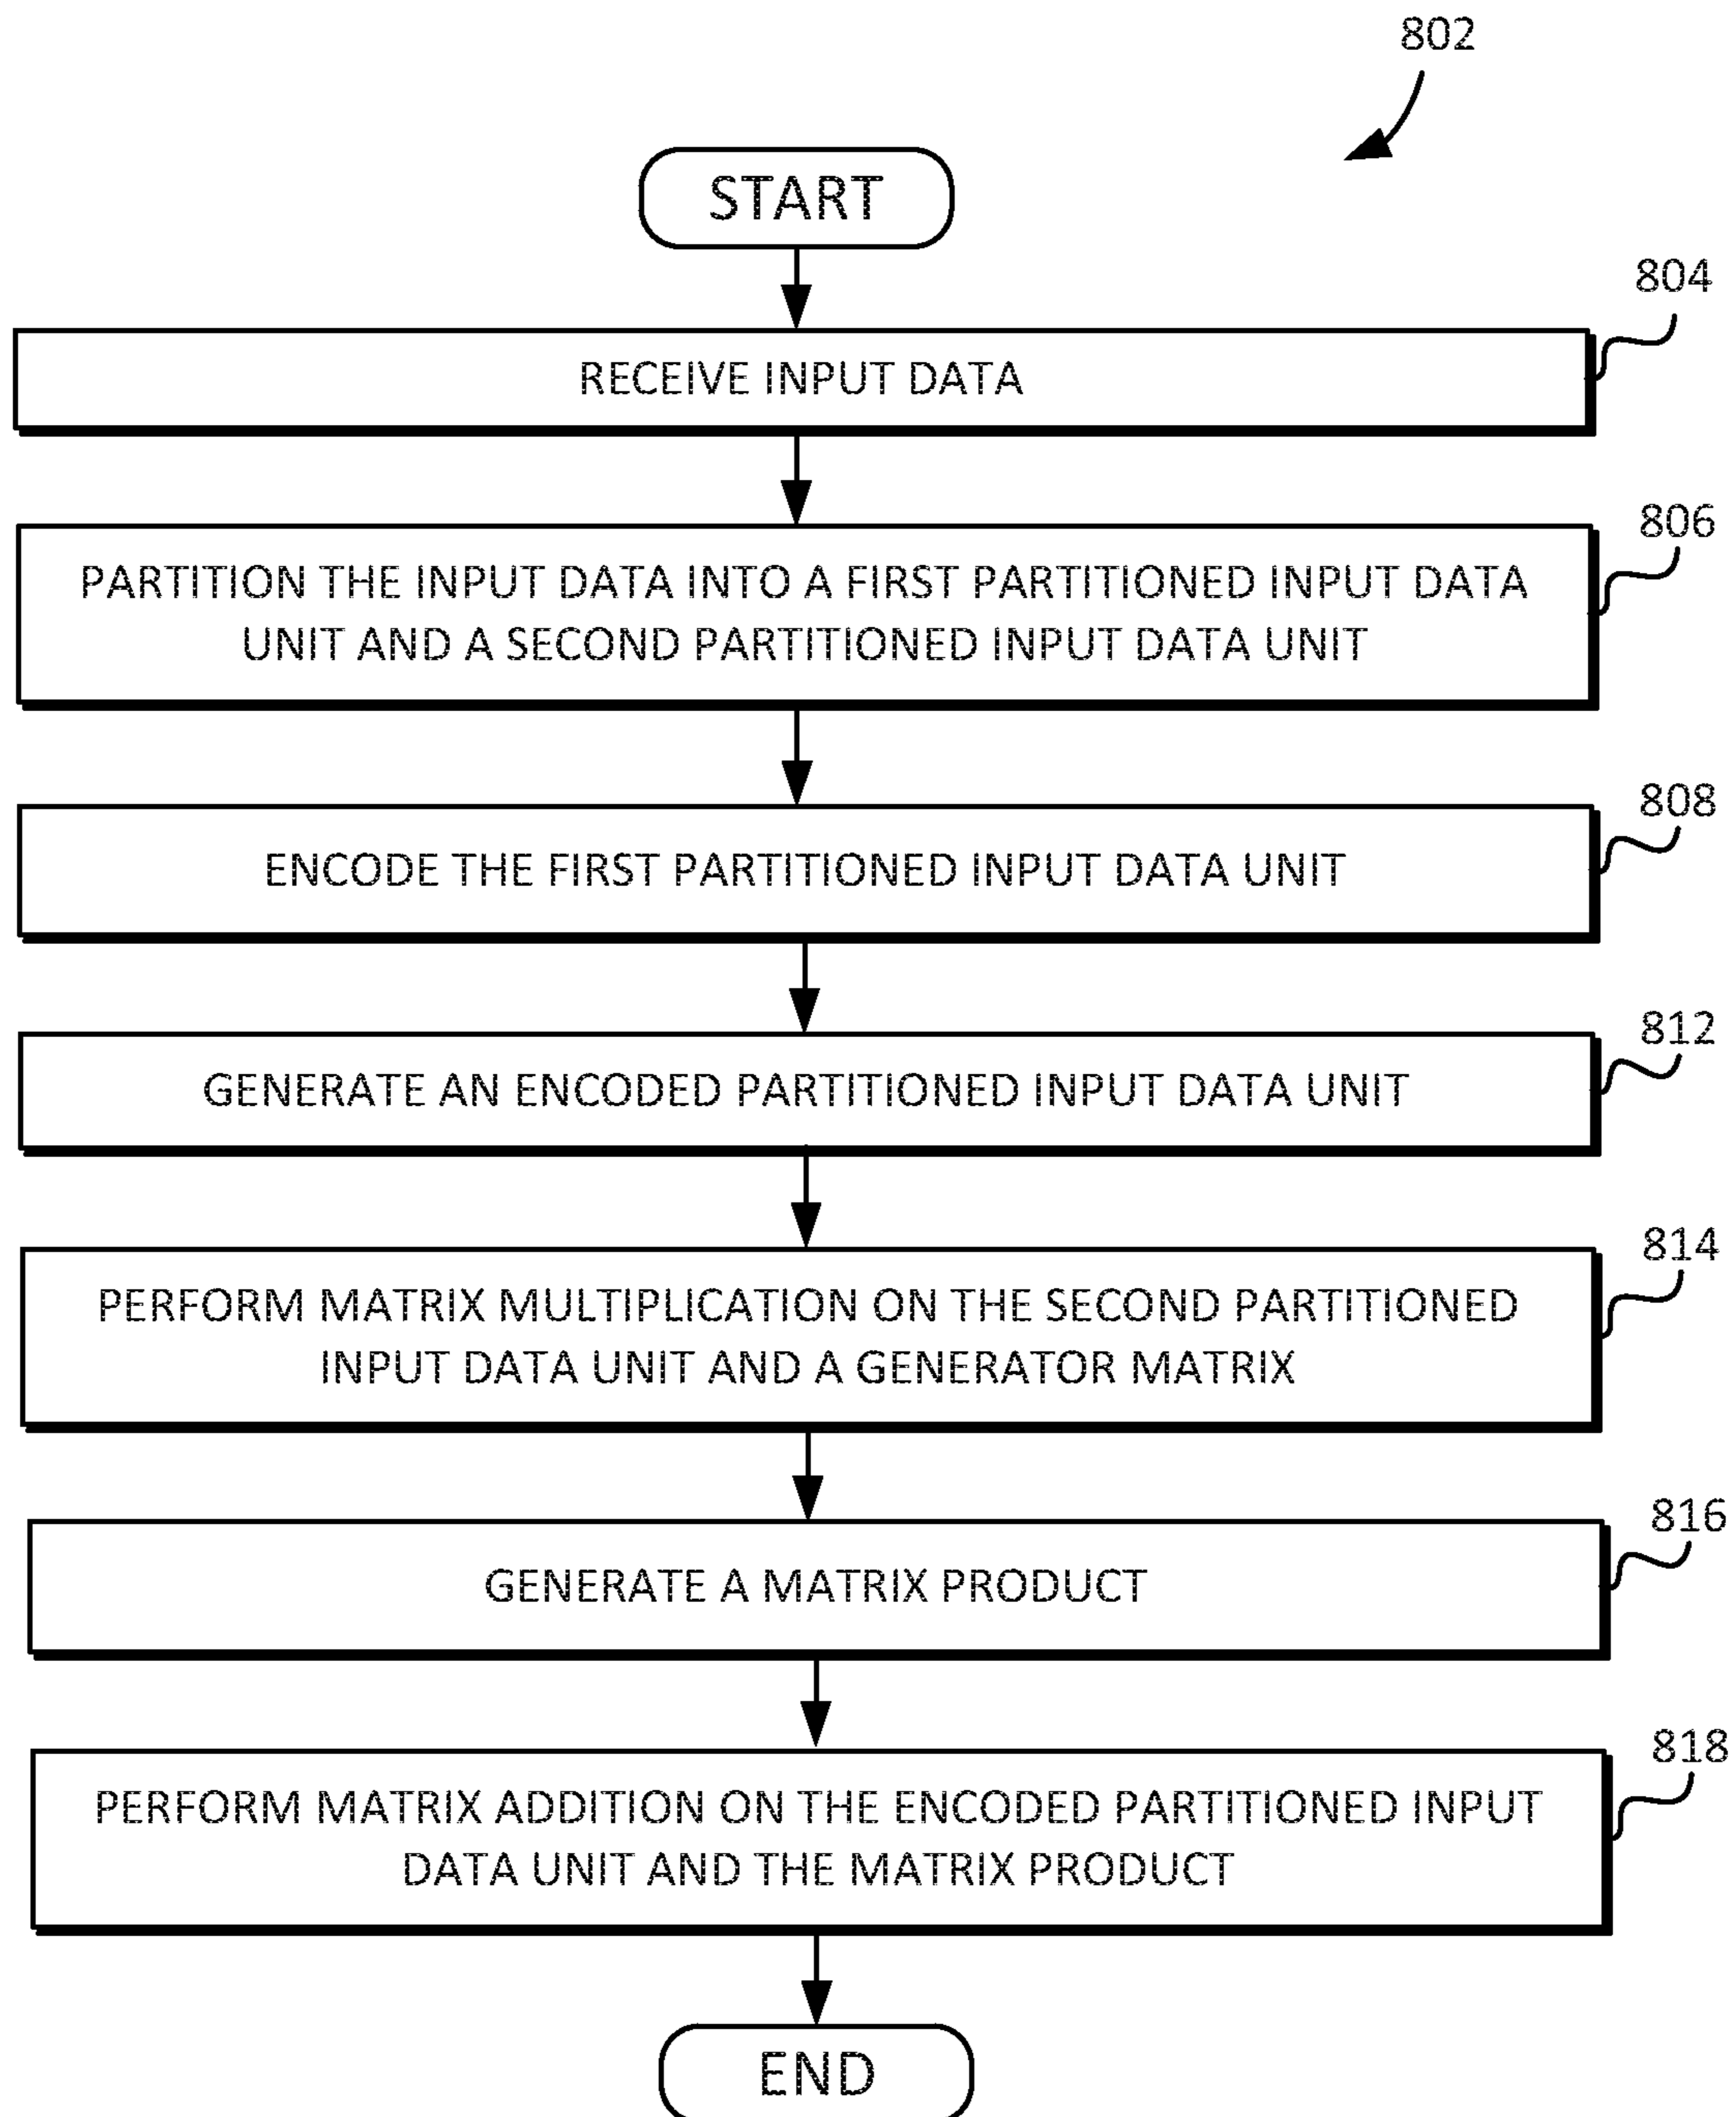 802
START
804
RECEIVE INPUT DATA
806
PARTITION THE INPUT DATA INTO A FIRST PARTITIONED INPUT DATA
UNIT AND A SECOND PARTITIONED INPUT DATA UNIT
808
ENCODE THE FIRST PARTITIONED INPUT DATA UNIT
812
GENERATE AN ENCODED PARTITIONED INPUT DATA UNIT
814
PERFORM MATRIX MULTIPLICATION ON THE SECOND PARTITIONED
INPUT DATA UNIT AND A GENERATOR MATRIX
816
GENERATE A MATRIX PRODUCT
818
PERFORM MATRIX ADDITION ON THE ENCODED PARTITIONED INPUT
DATA UNIT AND THE MATRIX PRODUCT
END